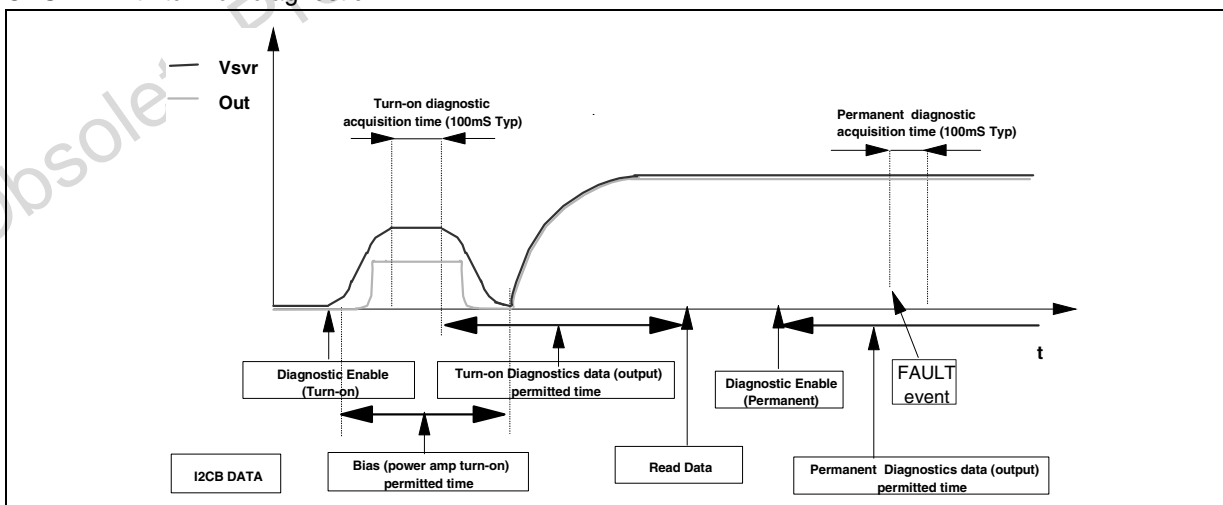 Vsvr
Out
Turn-on diagnostic
acquisition time (100mS Typ)
Permanent diagnostic
acquisition time (100mS Typ)
t
Diagnostic Enable
(Turn-on)
Turn-on Diagnostics data (output)
permitted time
Diagnostic Enable
(Permanent)
FAULT
event
I2CB DATA
Bias (power amp turn-on)
permitted time
Read Data
Permanent Diagnostics data (output)
permitted time